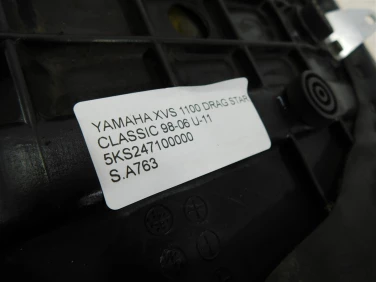 YAMAHA XVS 1100 DRAG STAR
CLASSIC 98-06 U-11
5KS247100000
S.A763